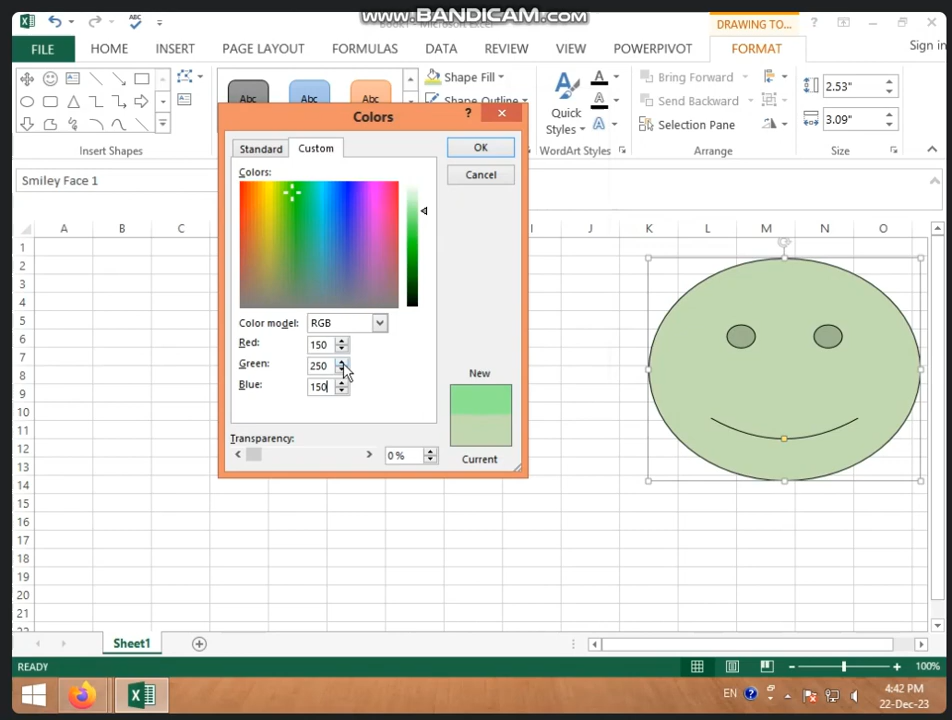 WWW.BANDICAM.COM
DRAWING TO...
FILE
HOME
INSERT
PAGE LAYOUT
FORMULAS
DATA
REVIEW
VIEW
POWERPIVOT
FORMAT
Sign in
Abc
Abc
Abc
Shape Fill
Shape Outline
Quick
Styles
Bring Forward
Send Backward
Selection Pane
2.53"
3.09"
Insert Shapes
WordArt Styles
Arrange
Size
Smiley Face 1
Colors
?
Standard
Custom
OK
Cancel
Colors:
Color model:
RGB
Red:
150
Green:
250
Blue:
150
New
Current
Transparency:
0 %
A B C I J K L M N O
1
2
3
4
5
6
7
8
9
10
11
12
13
14
15
16
17
18
19
20
21
Sheet1
READY
100%
EN
4:42 PM
22-Dec-23